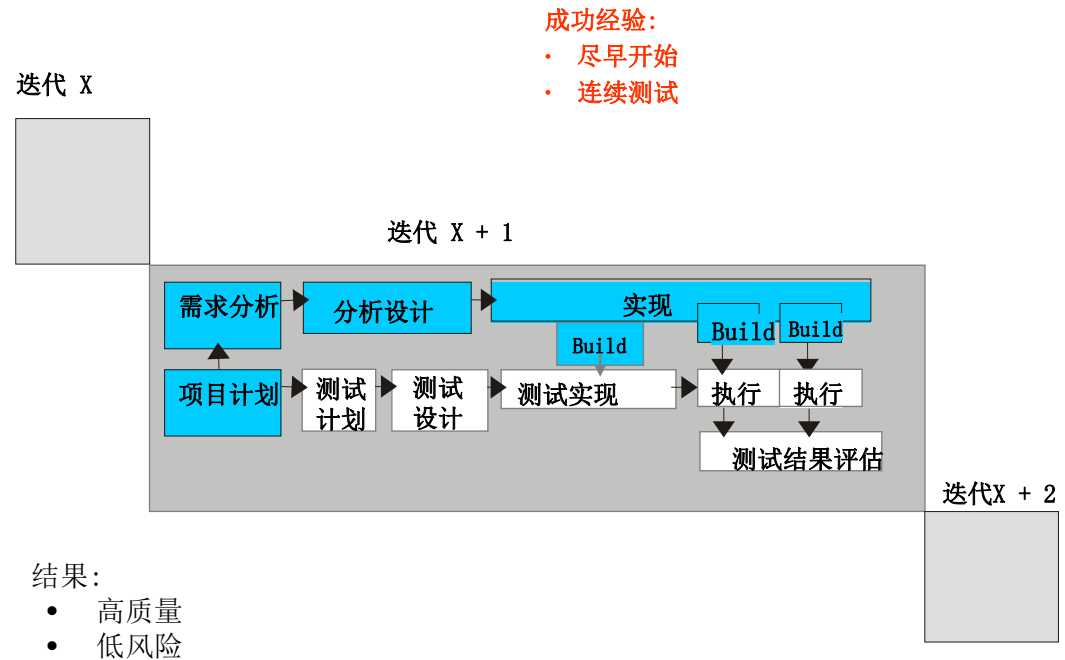 成功经验:
• 尽早开始
• 连续测试
迭代 X
迭代 X + 1
需求分析
分析设计
实现
Build
Build
Build
项目计划
测试
计划
测试
设计
测试实现
执行
执行
测试结果评估
迭代X + 2
结果:
• 高质量
• 低风险